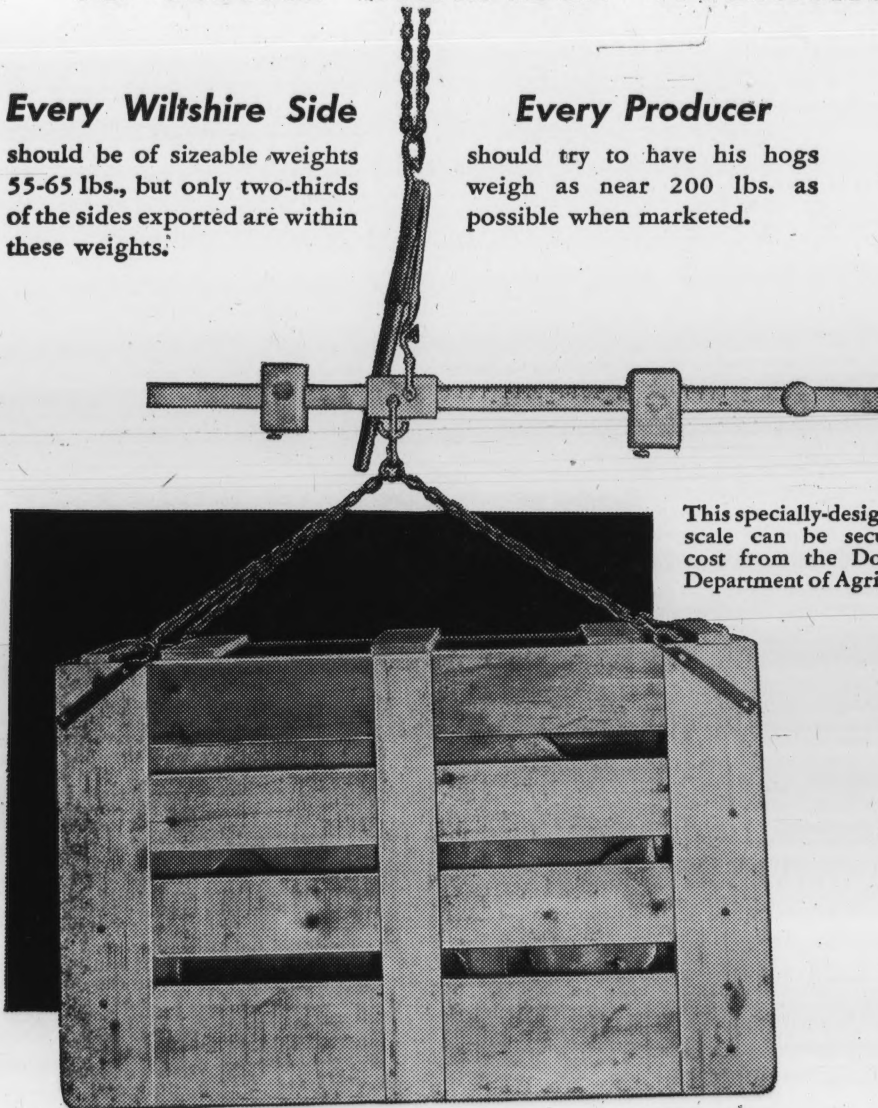 Every Wiltshire Side
should be of sizeable weights
55-65 lbs., but only two-thirds
of the sides exported are within
these weights.
Every Producer
should try to have his hogs
weigh as near 200 lbs. as
possible when marketed.
This specially-desig
scale can be secu
cost from the Do
Department of Agri